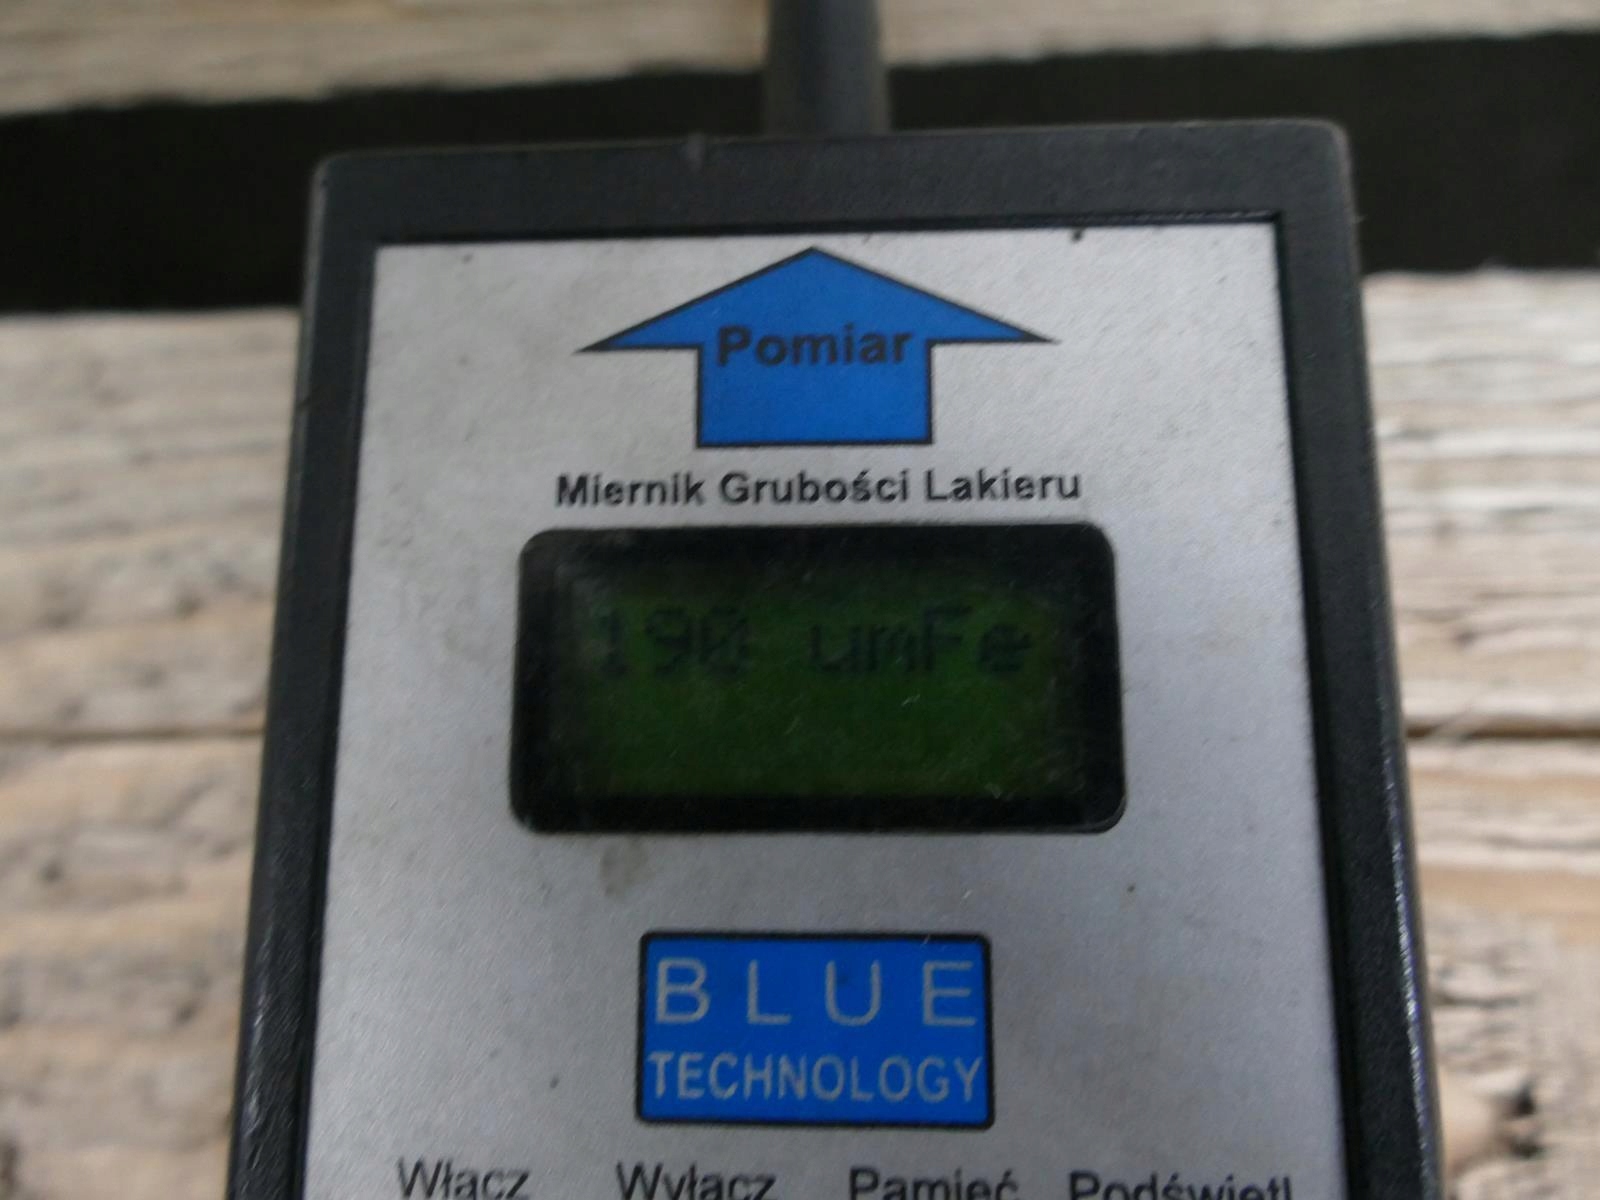 Pomiar
Miernik Grubości Lakieru
190 umFe
BLUE
TECHNOLOGY
Włącz Wyłącz Pamięć Podświetl